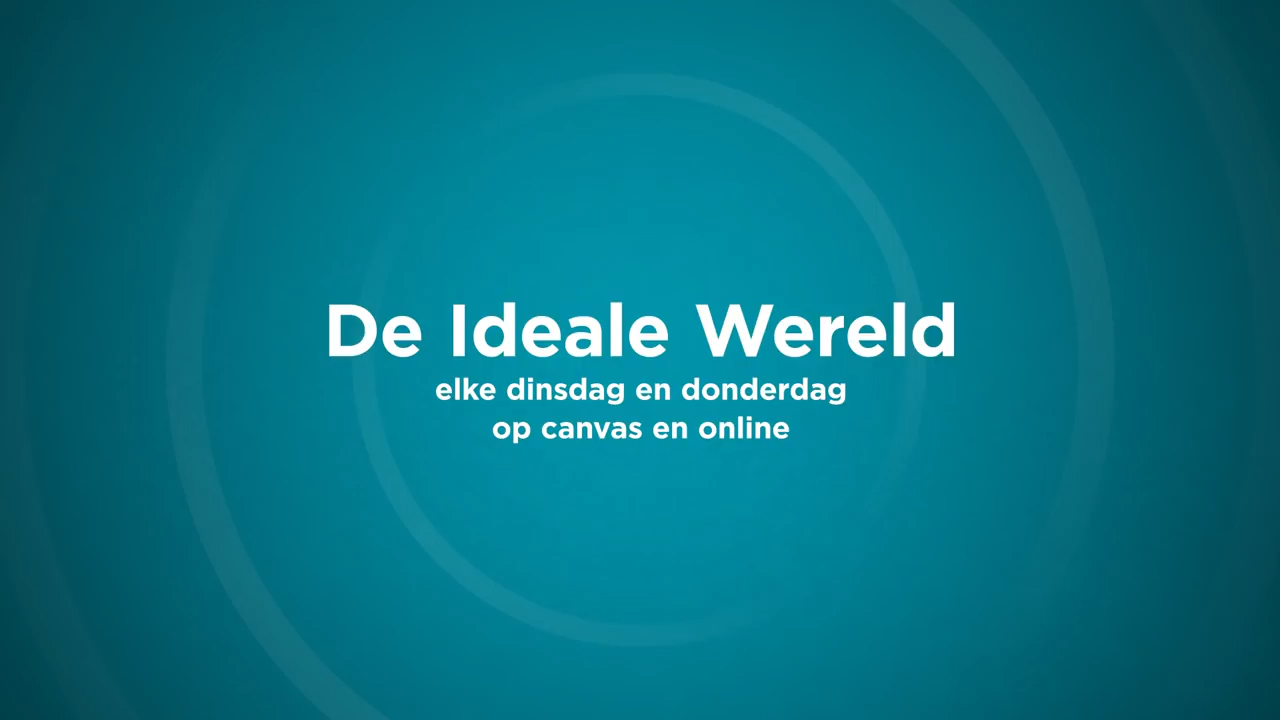 De Ideale Wereld
elke dinsdag en donderdag
op canvas en online